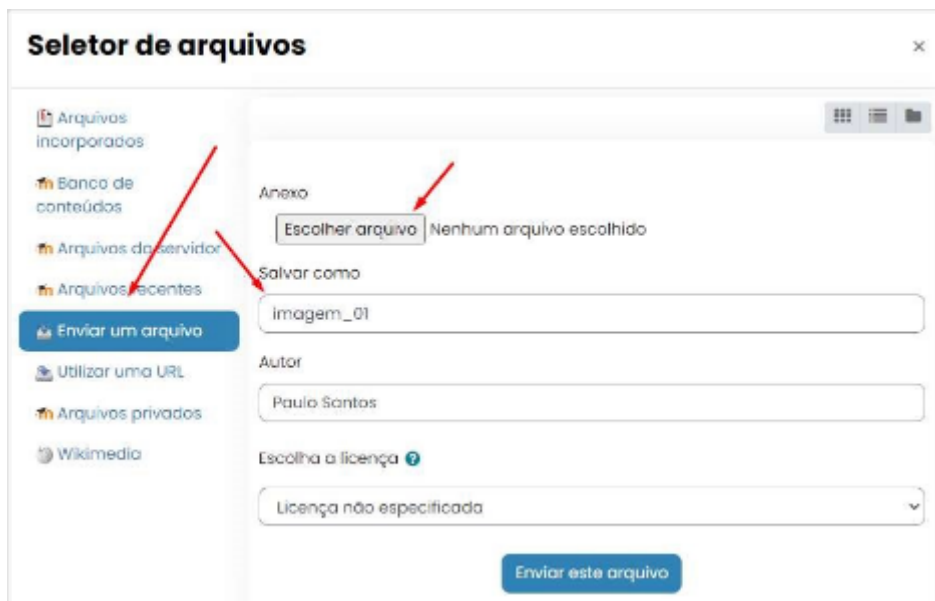 Seletor de arquivos
×
Arquivos
incorporados
Banco de
conteúdos
Arquivos do servidor
Arquivos recentes
Enviar um arquivo
Utilizar uma URL
Arquivos privados
Wikimedia
Anexo
Escolher arquivo Nenhum arquivo escolhido
Salvar como
imagem_01
Autor
Paulo Santos
Escolha a licença ?
Licença não especificada
Enviar este arquivo